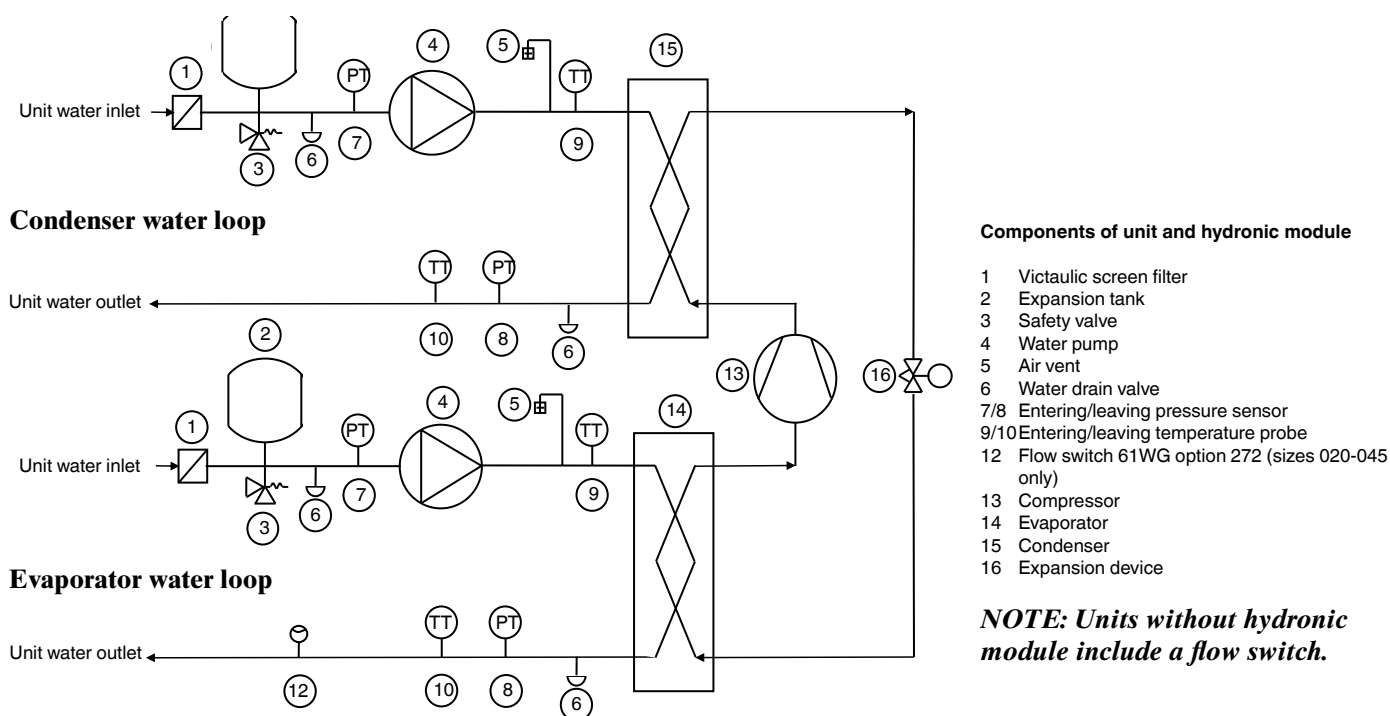 4
5
15
1
PT
TT
Unit water inlet
3
6
7
9
Condenser water loop
TT
PT
Unit water outlet
10
8
6
2
13
16
4
5
14
1
PT
TT
Unit water inlet
3
6
7
9
Evaporator water loop
TT
PT
Unit water outlet
12
10
8
6
Components of unit and hydronic module
1 Victaulic screen filter
2 Expansion tank
3 Safety valve
4 Water pump
5 Air vent
6 Water drain valve
7/8 Entering/leaving pressure sensor
9/10 Entering/leaving temperature probe
12 Flow switch 61WG option 272 (sizes 020-045
only)
13 Compressor
14 Evaporator
15 Condenser
16 Expansion device
NOTE: Units without hydronic
module include a flow switch.